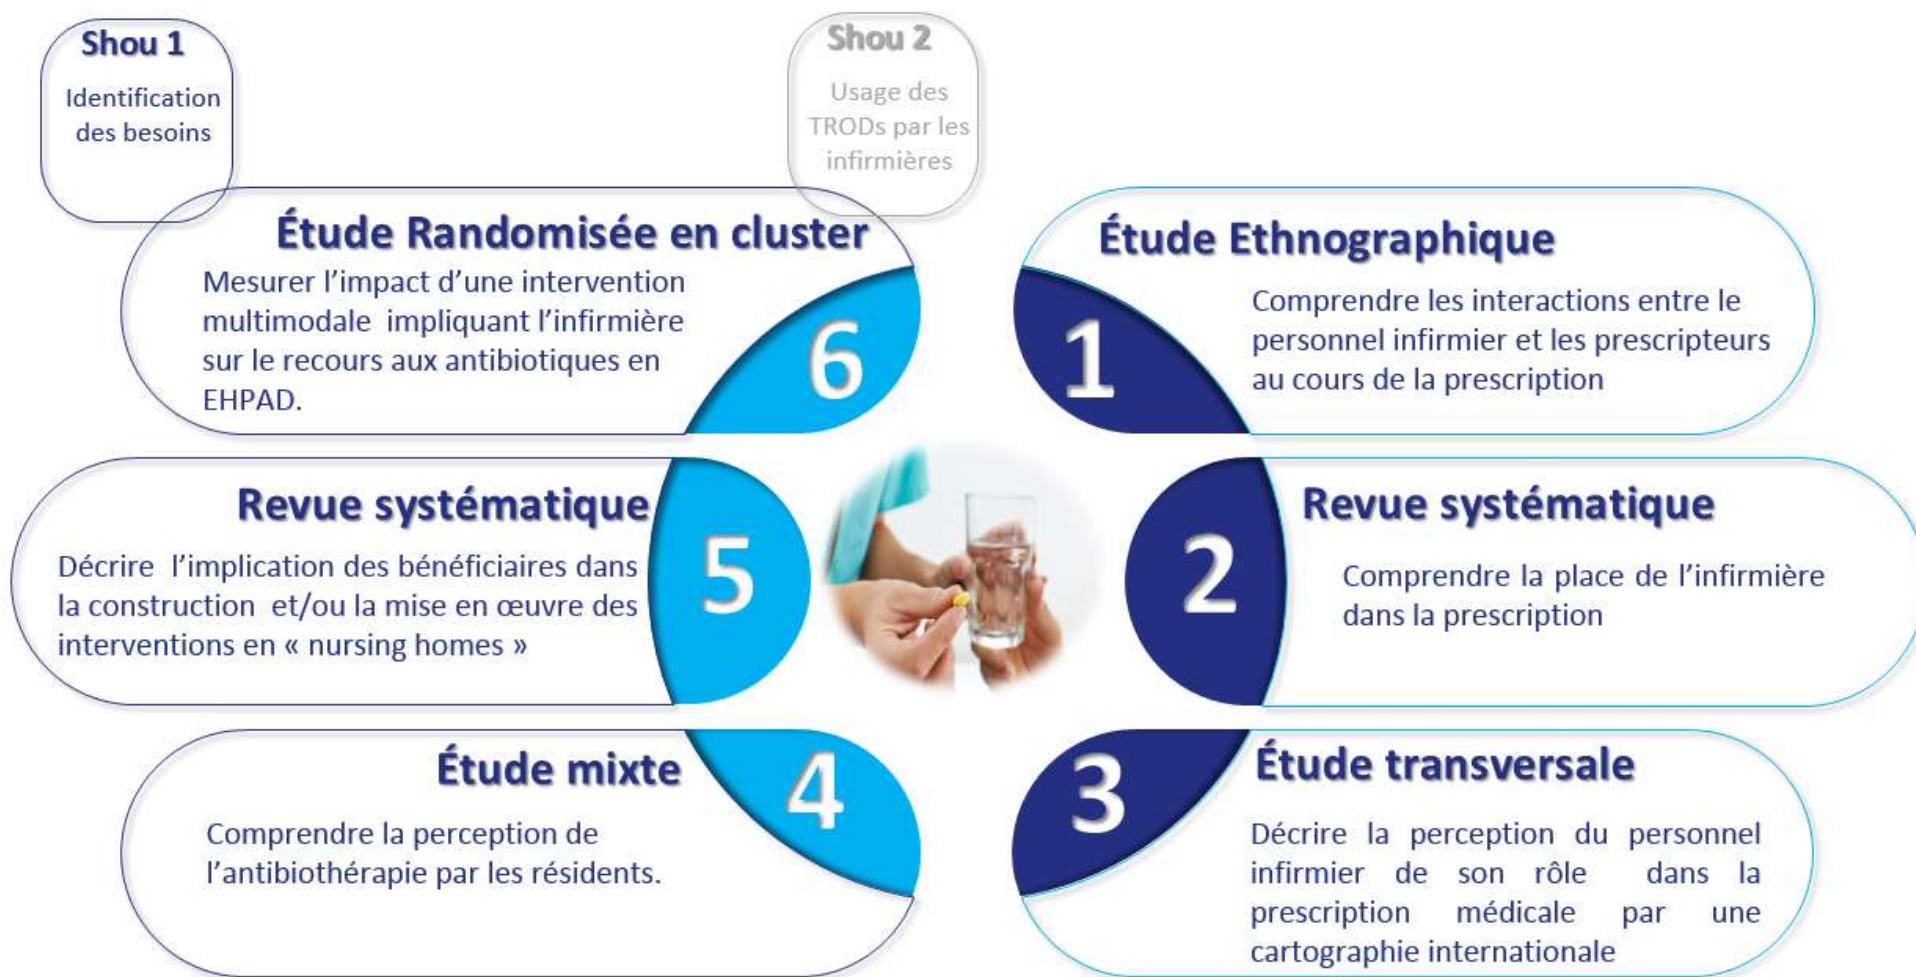 Shou 1
Identification
des besoins
Shou 2
Usage des
TRODs par les
infirmières
Étude Randomisée en cluster
Mesurer l’impact d’une intervention
multimodale impliquant l’infirmière
sur le recours aux antibiotiques en
EHPAD.
6
Étude Ethnographique
Comprendre les interactions entre le
personnel infirmier et les prescripteurs
au cours de la prescription
1
Revue systématique
Décrire l’implication des bénéficiaires dans
la construction et/ou la mise en œuvre des
interventions en « nursing homes »
5
Revue systématique
Comprendre la place de l’infirmière
dans la prescription
2
Étude mixte
Comprendre la perception de
l’antibiothérapie par les résidents.
4
Étude transversale
Décrire la perception du personnel
infirmier de son rôle dans la
prescription médicale par une
cartographie internationale
3